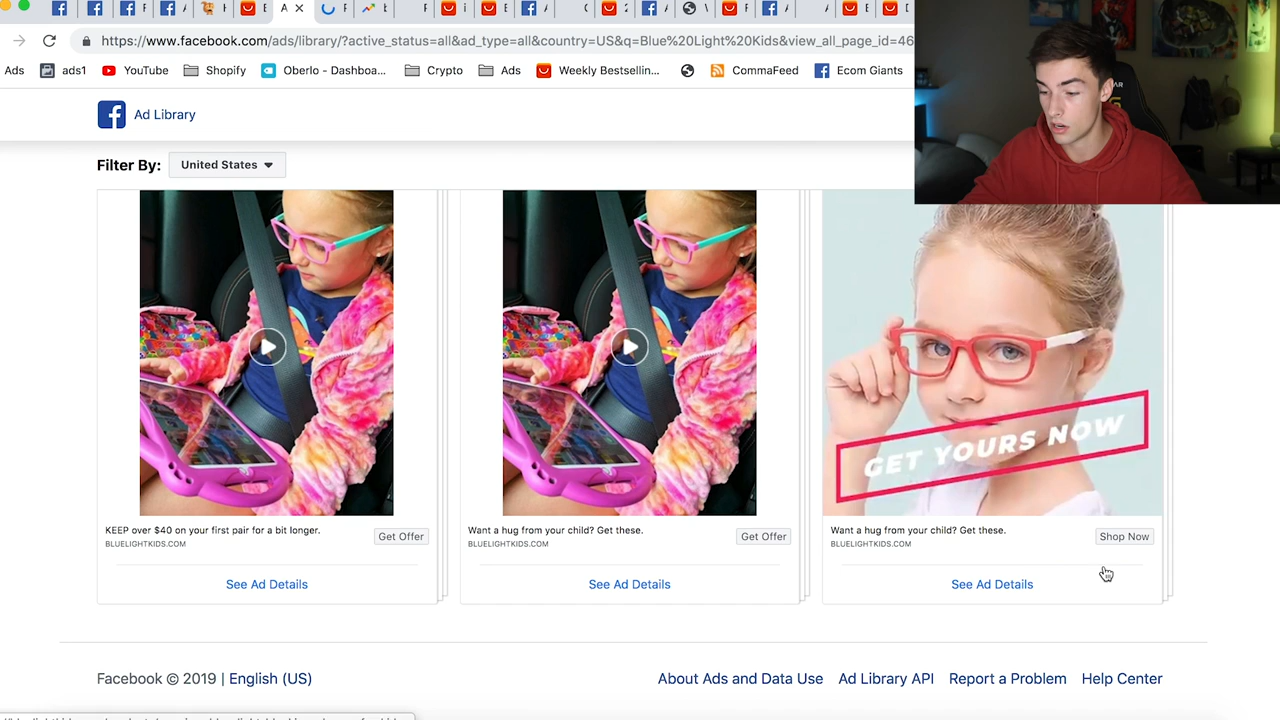 https://www.facebook.com/ads/library/?active_status=all&ad_type=all&country=US&q=Blue%20Light%20Kids&view_all_page_id=46
Ads ads1 YouTube Shopify Oberlo - Dashboa... Crypto Ads Weekly Bestsellin... CommaFeed Ecom Giants
Ad Library
Filter By: United States
GET YOURS NOW
KEEP over $40 on your first pair for a bit longer.
BLUELIGHTKIDS.COM
Get Offer
Want a hug from your child? Get these.
BLUELIGHTKIDS.COM
Get Offer
Want a hug from your child? Get these.
BLUELIGHTKIDS.COM
Shop Now
See Ad Details
See Ad Details
See Ad Details
Facebook © 2019 | English (US)
About Ads and Data Use Ad Library API Report a Problem Help Center